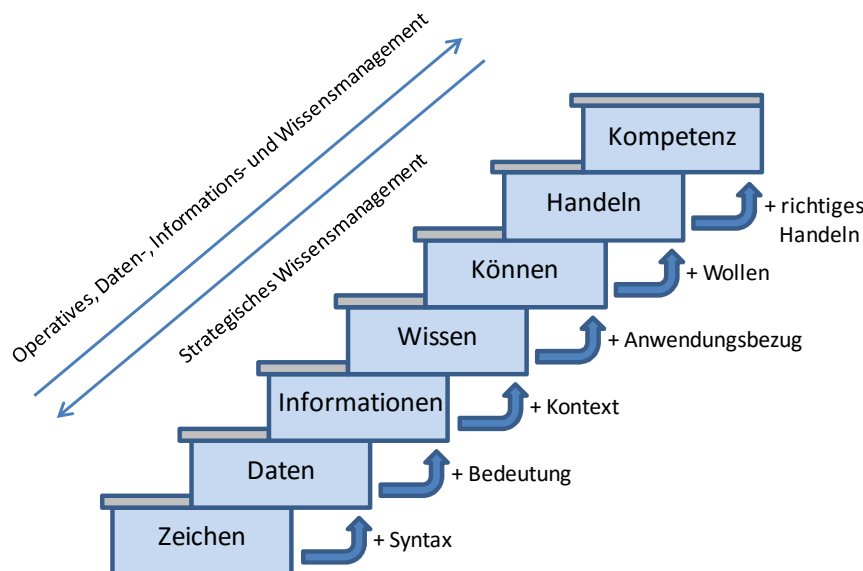 Operatives, Daten-, Informations- und Wissensmanagement
Strategisches Wissensmanagement
Kompetenz
Handeln
+ richtiges
Handeln
Können
+ Wollen
Wissen
+ Anwendungsbezug
Informationen
+ Kontext
Daten
+ Bedeutung
Zeichen
+ Syntax